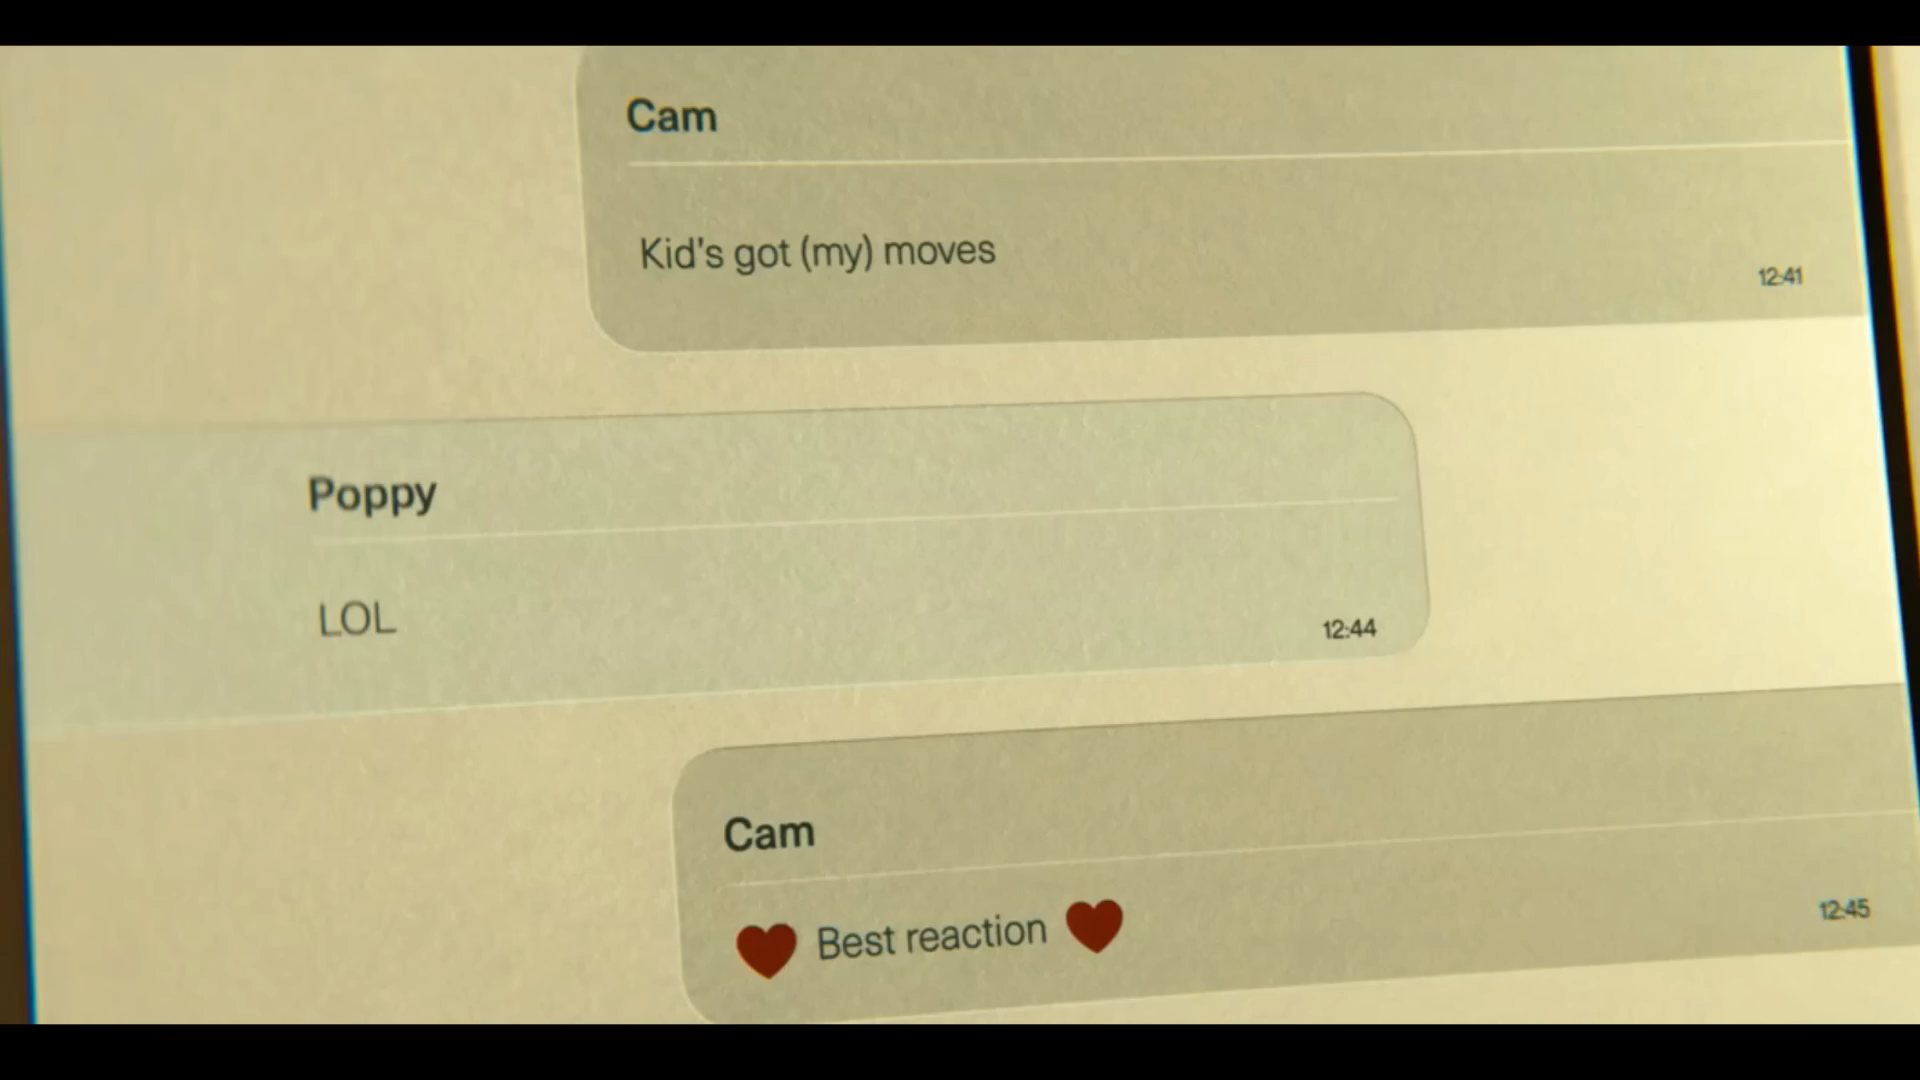 Cam
Kid's got (my) moves
12:41
Poppy
LOL
12:44
Cam
❤ Best reaction ❤
12:45